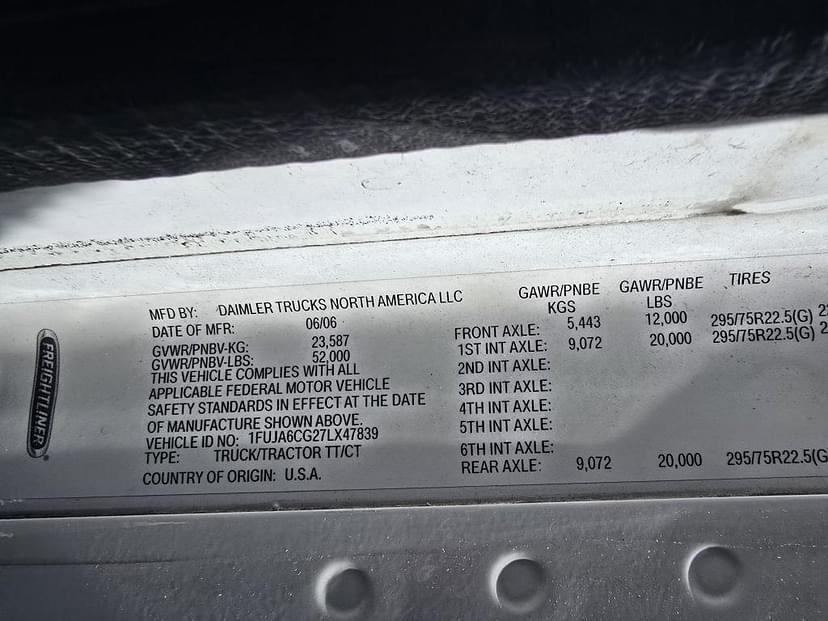 FREIGHTLINER
MFD BY: DAIMLER TRUCKS NORTH AMERICA LLC
DATE OF MFR: 06/06
GVWR/PNBV-KG: 23,587
GVWR/PNBV-LBS: 52,000
THIS VEHICLE COMPLIES WITH ALL
APPLICABLE FEDERAL MOTOR VEHICLE
SAFETY STANDARDS IN EFFECT AT THE DATE
OF MANUFACTURE SHOWN ABOVE.
VEHICLE ID NO: 1FUJA6CG27LX47839
TYPE: TRUCK/TRACTOR TT/CT
COUNTRY OF ORIGIN: U.S.A.
GAWR/PNBE GAWR/PNBE TIRES
KGS LBS
FRONT AXLE: 5,443 12,000 295/75R22.5(G)
1ST INT AXLE: 9,072 20,000 295/75R22.5(G)
2ND INT AXLE:
3RD INT AXLE:
4TH INT AXLE:
5TH INT AXLE:
6TH INT AXLE:
REAR AXLE: 9,072 20,000 295/75R22.5(G